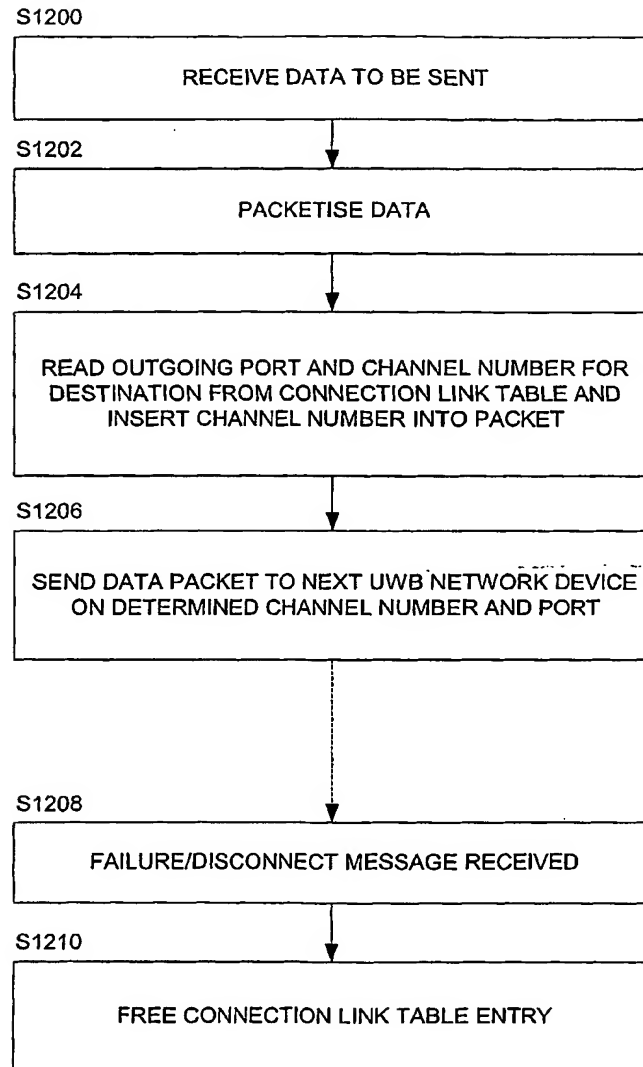 S1200
RECEIVE DATA TO BE SENT
S1202
PACKETISE DATA
S1204
READ OUTGOING PORT AND CHANNEL NUMBER FOR
DESTINATION FROM CONNECTION LINK TABLE AND
INSERT CHANNEL NUMBER INTO PACKET
S1206
SEND DATA PACKET TO NEXT UWB NETWORK DEVICE
ON DETERMINED CHANNEL NUMBER AND PORT
S1208
FAILURE/DISCONNECT MESSAGE RECEIVED
S1210
FREE CONNECTION LINK TABLE ENTRY